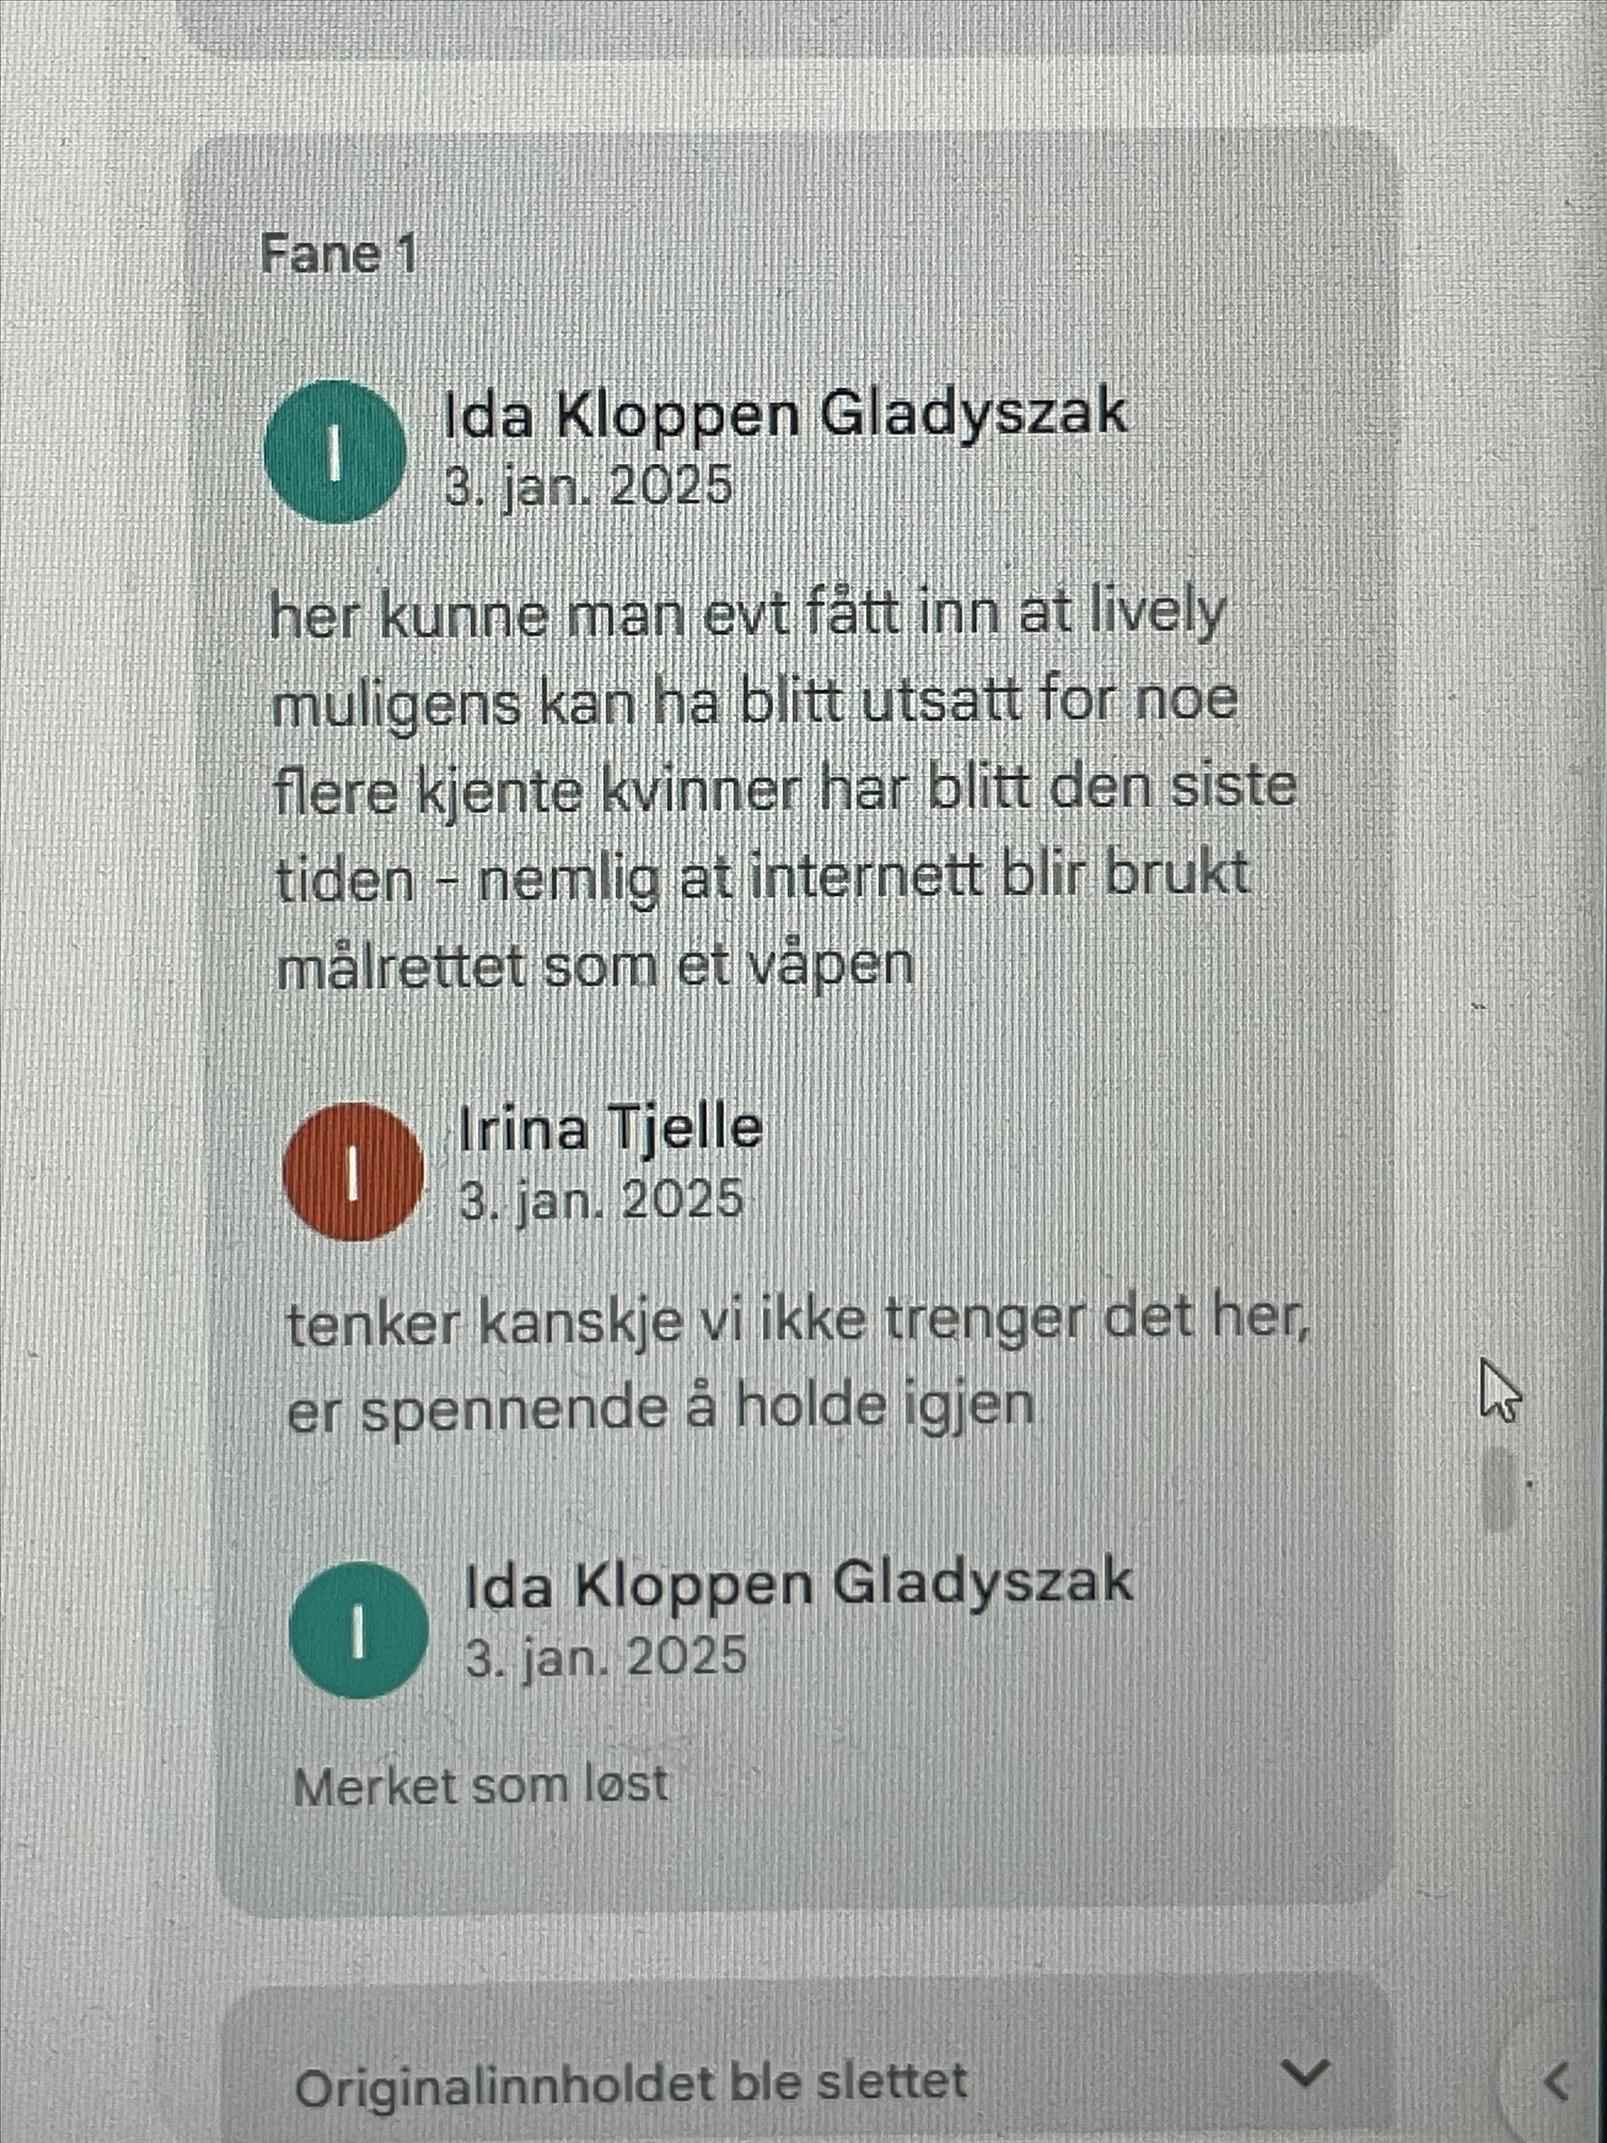 Fane 1
I
Ida Kloppen Gladyszak
3. jan. 2025
her kunne man evt fått inn at lively
muligens kan ha blitt utsatt for noe
flere kjente kvinner har blitt den siste
tiden - nemlig at internett blir brukt
målrettet som et våpen
I
Irina Tjelle
3. jan. 2025
tenker kanskje vi ikke trenger det her,
er spennende å holde igjen
I
Ida Kloppen Gladyszak
3. jan. 2025
Merket som løst
Originalinnholdet ble slettet